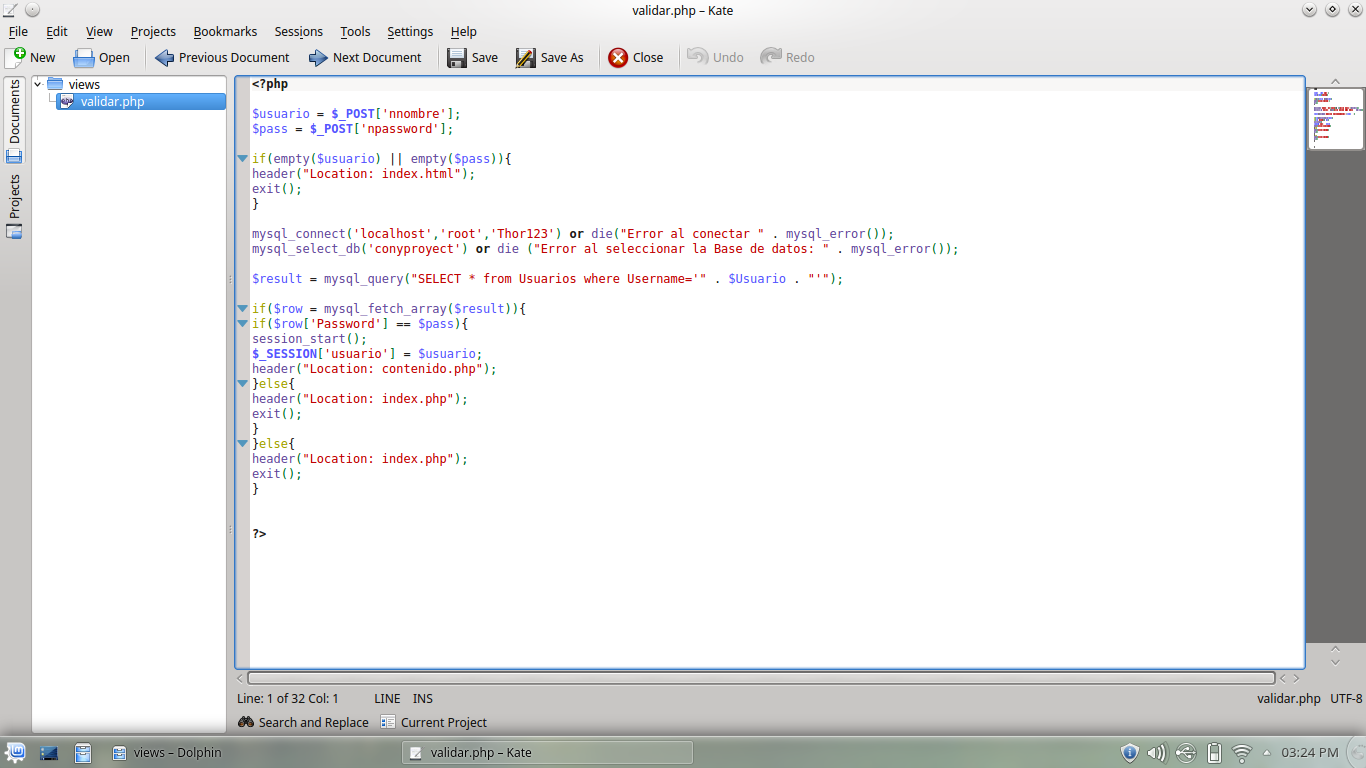 validar.php – Kate
File Edit View Projects Bookmarks Sessions Tools Settings Help
New Open Previous Document Next Document Save Save As Close Undo Redo
Documents
Projects
views
validar.php
<?php
$usuario = $_POST['nnombre'];
$pass = $_POST['npassword'];
if(empty($usuario) || empty($pass)){
header("Location: index.html");
exit();
}
mysql_connect('localhost','root','Thor123') or die("Error al conectar " . mysql_error());
mysql_select_db('conyproyect') or die ("Error al seleccionar la Base de datos: " . mysql_error());
$result = mysql_query("SELECT * from Usuarios where Username='" . $Usuario . "'");
if($row = mysql_fetch_array($result)){
if($row['Password'] == $pass){
session_start();
$_SESSION['usuario'] = $usuario;
header("Location: contenido.php");
}else{
header("Location: index.php");
exit();
}
}else{
header("Location: index.php");
exit();
}
?>
Line: 1 of 32 Col: 1 LINE INS validar.php UTF-8
Search and Replace Current Project
views – Dolphin validar.php – Kate 03:24 PM